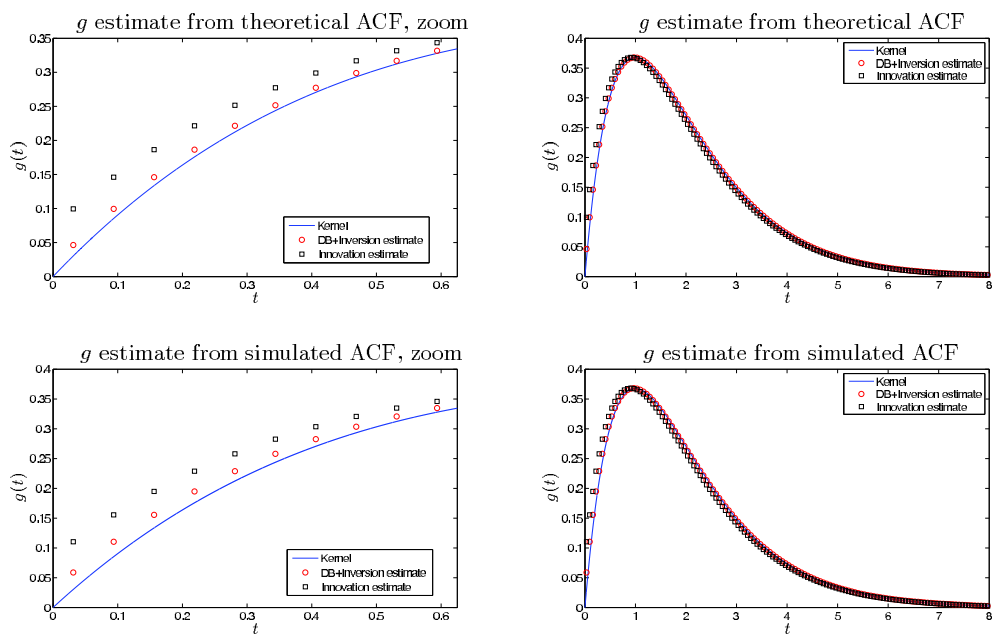 g estimate from theoretical ACF, zoom
0.35
0.3
0.25
0.2
0.15
0.1
0.05
0
g(t)
0 0.1 0.2 0.3 0.4 0.5 0.6
t
Kernel
DB+Inversion estimate
Innovation estimate
g estimate from theoretical ACF
0.4
0.35
0.3
0.25
0.2
0.15
0.1
0.05
0
g(t)
0 1 2 3 4 5 6 7 8
t
Kernel
DB+Inversion estimate
Innovation estimate
g estimate from simulated ACF, zoom
0.4
0.35
0.3
0.25
0.2
0.15
0.1
0.05
0
g(t)
0 0.1 0.2 0.3 0.4 0.5 0.6
t
Kernel
DB+Inversion estimate
Innovation estimate
g estimate from simulated ACF
0.4
0.35
0.3
0.25
0.2
0.15
0.1
0.05
0
g(t)
0 1 2 3 4 5 6 7 8
t
Kernel
DB+Inversion estimate
Innovation estimate